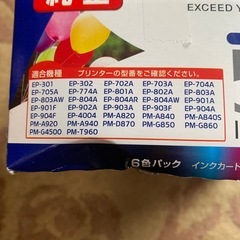 EXCEED Y
適合機種 プリンターの型番をご確認ください。
EP-301 EP-302 EP-702A EP-703A EP-704A
EP-705A EP-774A EP-801A EP-802A EP-803A
EP-803AW EP-804A EP-804AR EP-804AW EP-901A
EP-901F EP-902A EP-903A EP-903F EP-904A
EP-904F EP-4004 PM-A820 PM-A840 PM-A840S
PM-A920 PM-A940 PM-D870 PM-G850 PM-G860
PM-G4500 PM-T960
6色パック インクカート